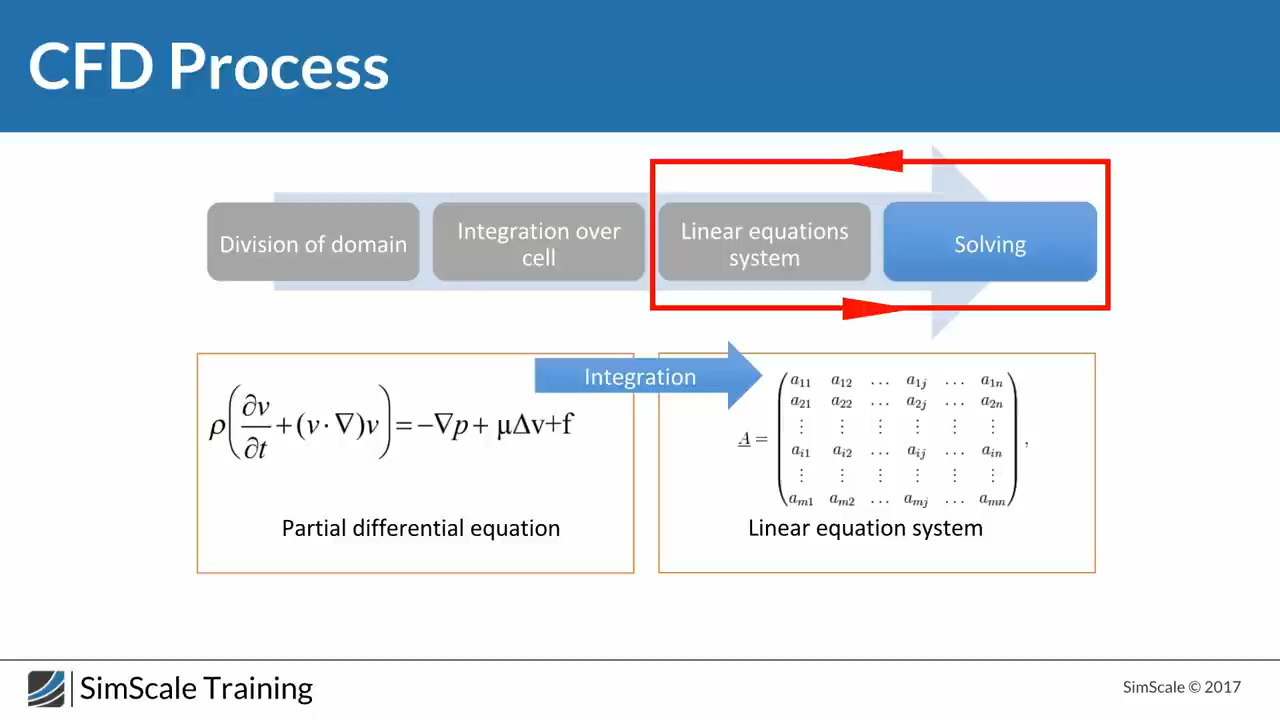 CFD Process
Division of domain
Integration over
cell
Linear equations
system
Solving
Integration
ρ(∂v/∂t + (v·∇)v) = −∇p + μΔv+f
Partial differential equation
A =
a11 a12 … a1j … a1n
a21 a22 … a2j … a2n
⋮ ⋮ ⋮ ⋮ ⋮ ⋮
ai1 ai2 … aij … ain
⋮ ⋮ ⋮ ⋮ ⋮ ⋮
am1 am2 … amj … amn
,
Linear equation system
SimScale Training
SimScale © 2017